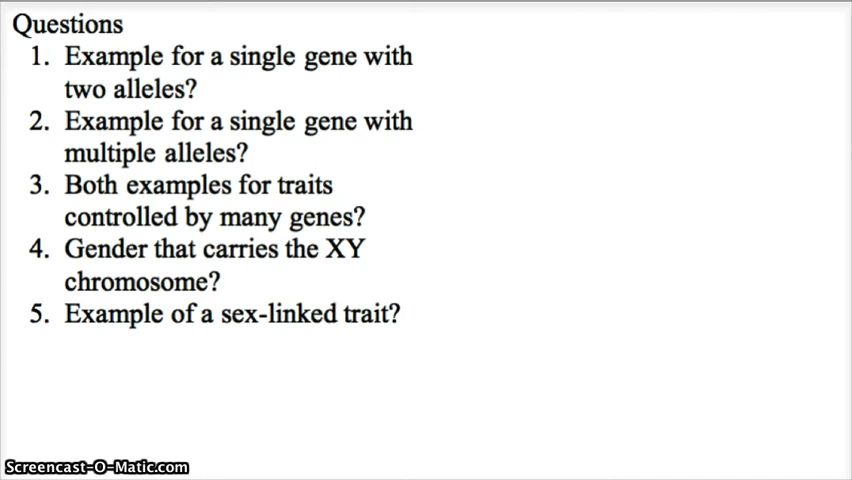 Questions
1. Example for a single gene with
two alleles?
2. Example for a single gene with
multiple alleles?
3. Both examples for traits
controlled by many genes?
4. Gender that carries the XY
chromosome?
5. Example of a sex-linked trait?
Screencast-O-Matic.com